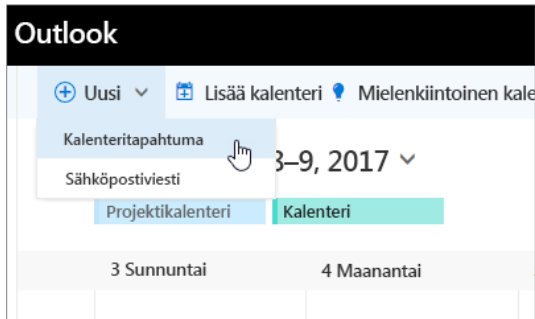 Outlook
Uusi Lisää kalenteri Mielenkiintoinen kale
Kalenteritapahtuma
3–9, 2017
Sähköpostiviesti
Projektikalenteri Kalenteri
3 Sunnuntai 4 Maanantai